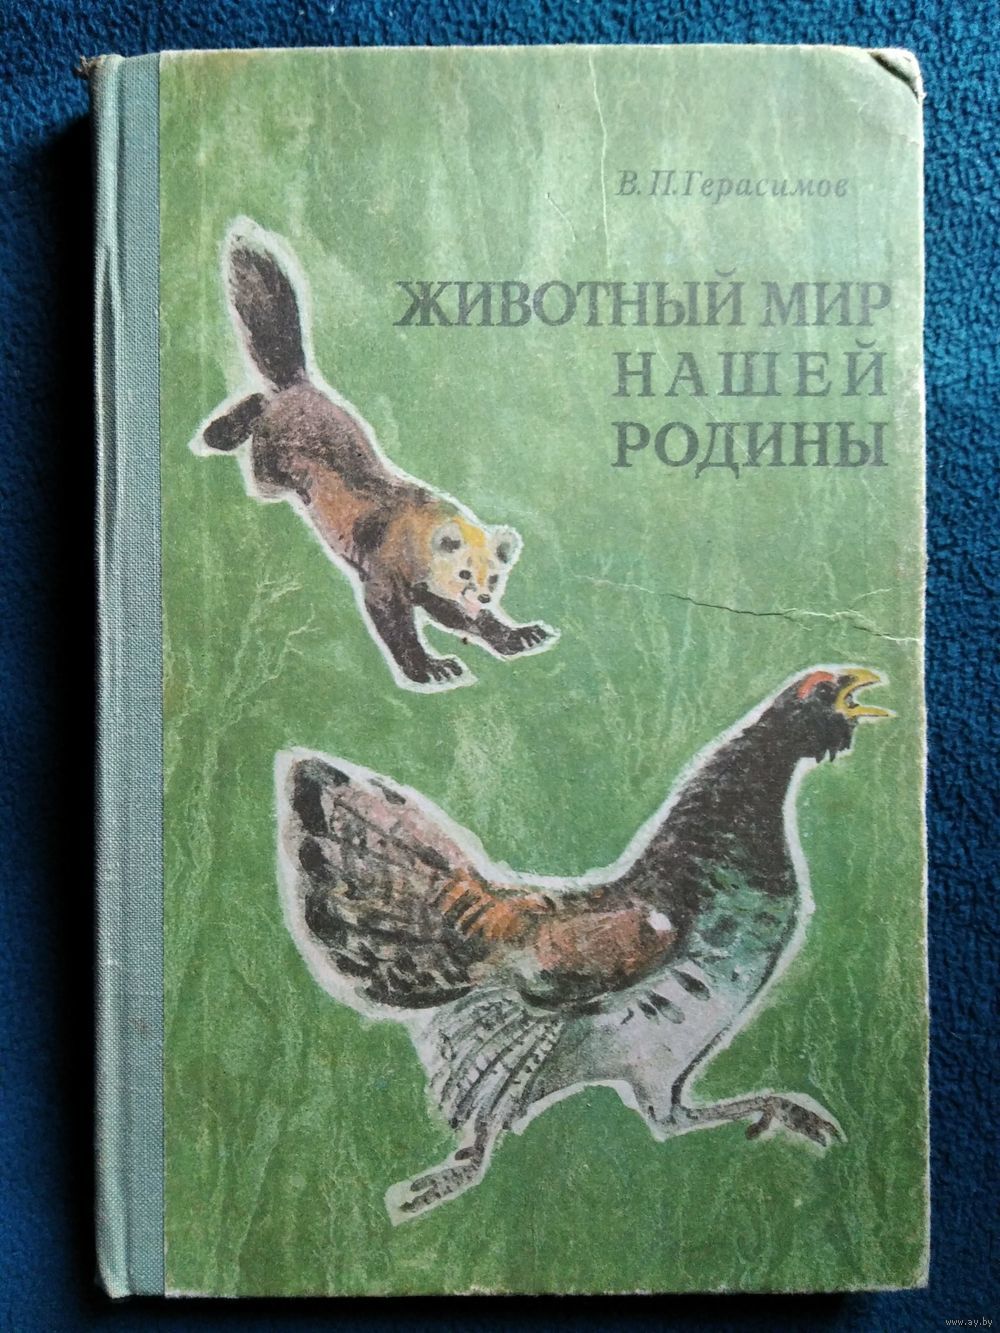 В. П. Герасимов
ЖИВОТНЫЙ МИР
НАШЕЙ
РОДИНЫ
www.ay.by